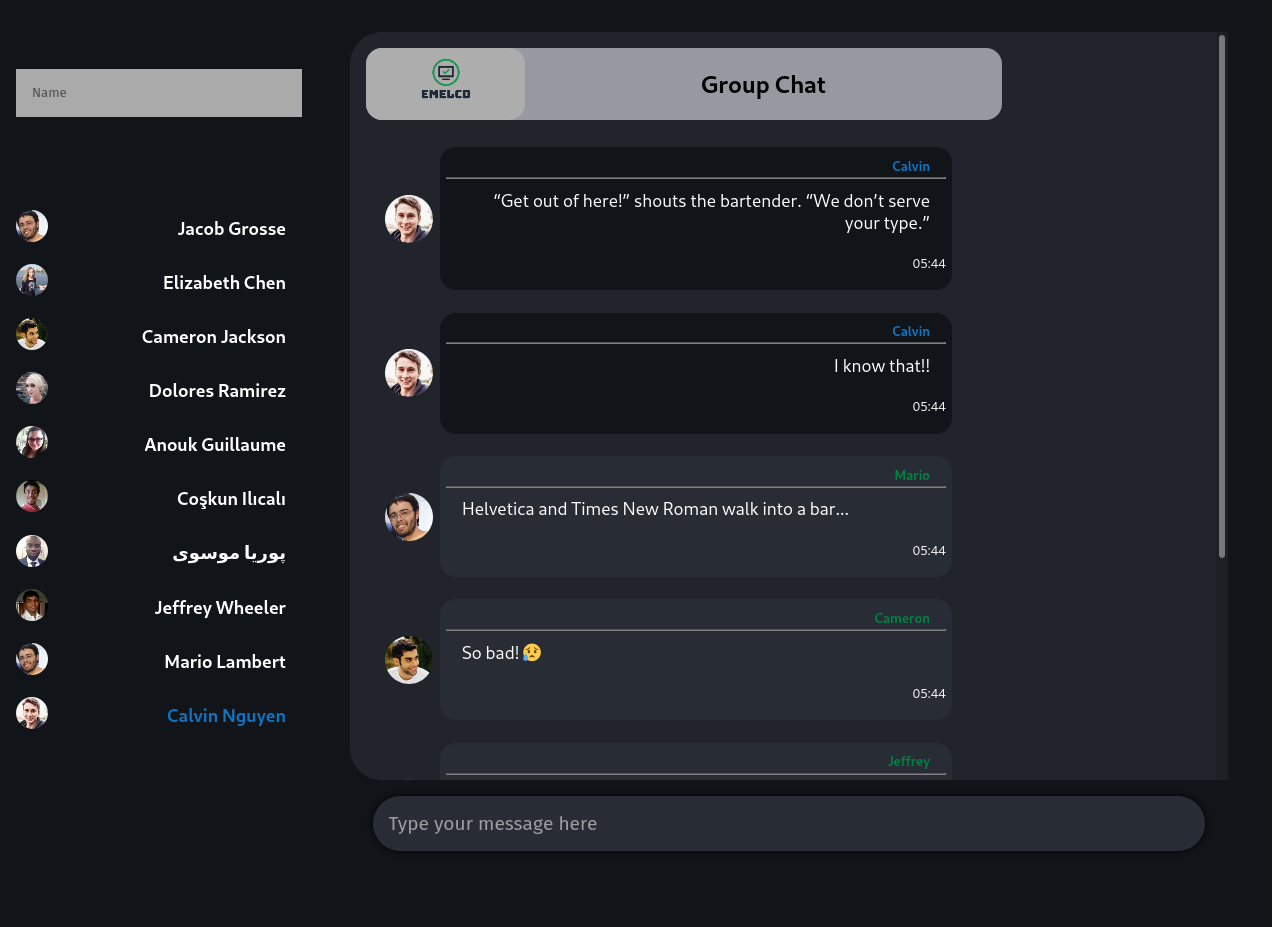 Name
Jacob Grosse
Elizabeth Chen
Cameron Jackson
Dolores Ramirez
Anouk Guillaume
Coşkun Ilıcalı
پوریا موسوی
Jeffrey Wheeler
Mario Lambert
Calvin Nguyen
EMELCD
Group Chat
Calvin
“Get out of here!” shouts the bartender. “We don’t serve
your type.”
05:44
Calvin
I know that!!
05:44
Mario
Helvetica and Times New Roman walk into a bar...
05:44
Cameron
So bad! 😥
05:44
Jeffrey
Type your message here